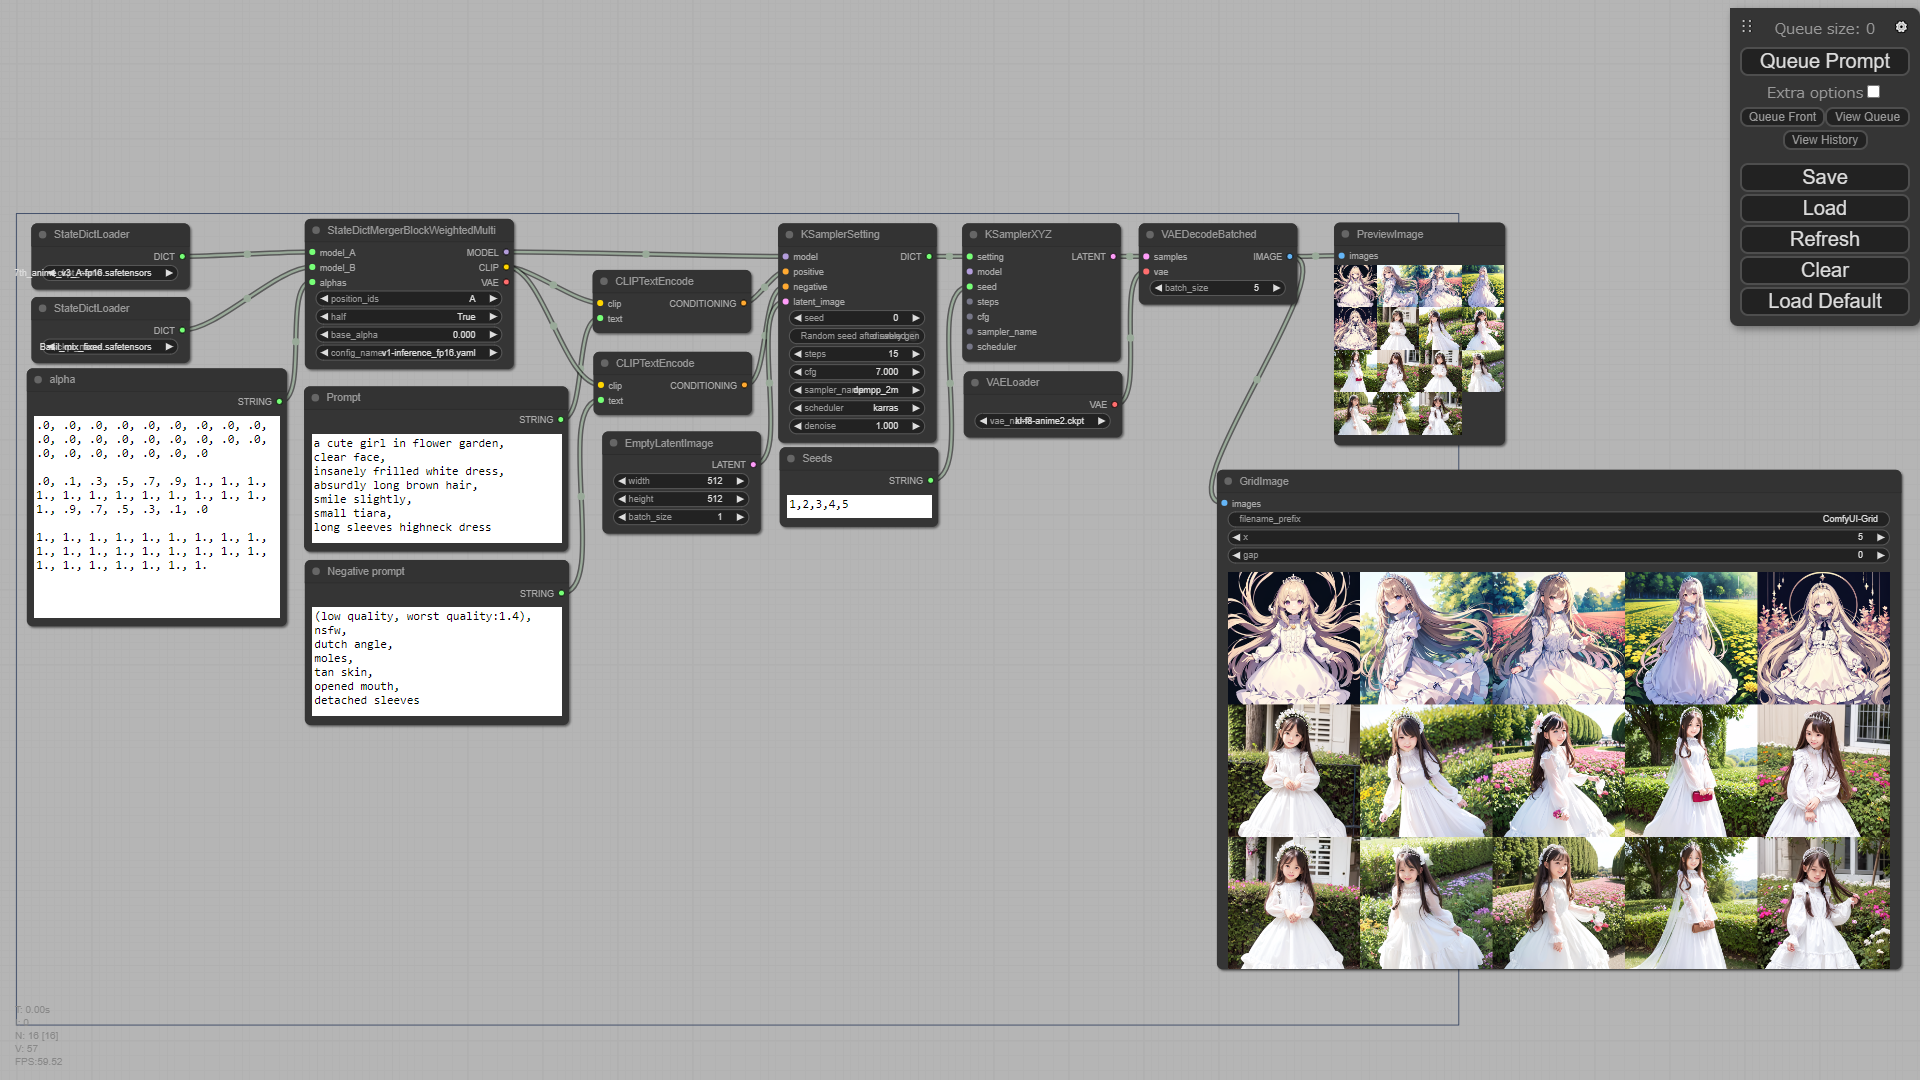 Queue size: 0
Queue Prompt
Extra options
Queue Front
View Queue
View History
Save
Load
Refresh
Clear
Load Default
StateDictLoader
DICT
7th_anime_v3_A-fp16.safetensors
StateDictLoader
DICT
Basil_mix_fixed.safetensors
alpha
STRING
.0, .0, .0, .0, .0, .0, .0, .0, .0,
.0, .0, .0, .0, .0, .0, .0, .0, .0,
.0, .0, .0, .0, .0, .0, .0
.0, .1, .3, .5, .7, .9, 1., 1., 1.,
1., 1., 1., 1., 1., 1., 1., 1., 1.,
1., .9, .7, .5, .3, .1, .0
1., 1., 1., 1., 1., 1., 1., 1., 1.,
1., 1., 1., 1., 1., 1., 1., 1., 1.,
1., 1., 1., 1., 1., 1., 1.
StateDictMergerBlockWeightedMulti
model_A MODEL
model_B CLIP
alphas VAE
position_ids A
half True
base_alpha 0.000
config_name v1-inference_fp16.yaml
Prompt
STRING
a cute girl in flower garden,
clear face,
insanely frilled white dress,
absurdly long brown hair,
smile slightly,
small tiara,
long sleeves highneck dress
Negative prompt
STRING
(low quality, worst quality:1.4),
nsfw,
dutch angle,
moles,
tan skin,
opened mouth,
detached sleeves
CLIPTextEncode
clip CONDITIONING
text
CLIPTextEncode
clip CONDITIONING
text
EmptyLatentImage
LATENT
width 512
height 512
batch_size 1
KSamplerSetting
model DICT
positive
negative
latent_image
seed 0
Random seed after every gen
steps 15
cfg 7.000
sampler_name dpmpp_2m
scheduler karras
denoise 1.000
Seeds
STRING
1,2,3,4,5
KSamplerXYZ
setting LATENT
model
seed
steps
cfg
sampler_name
scheduler
VAELoader
VAE
kl-f8-anime2.ckpt
VAEDecodeBatched
samples IMAGE
vae
batch_size 5
PreviewImage
images
GridImage
images
filename_prefix ComfyUI-Grid
x 5
gap 0
T: 0.00s
N: 16 [16]
V: 57
FPS:59.52